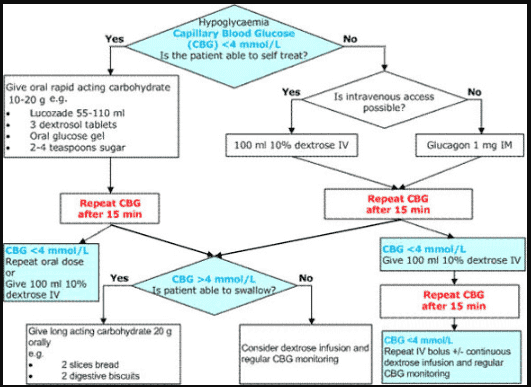 Hypoglycaemia
Capillary Blood Glucose
(CBG) <4 mmol/L
Is the patient able to self treat?
Yes
No
Give oral rapid acting carbohydrate
10-20 g e.g.
• Lucozade 55-110 ml
• 3 dextrosol tablets
• Oral glucose gel
• 2-4 teaspoons sugar
Is intravenous access
possible?
Yes
No
100 ml 10% dextrose IV
Glucagon 1 mg IM
Repeat CBG
after 15 min
Repeat CBG
after 15 min
CBG <4 mmol/L
Repeat oral dose
or
Give 100 ml 10%
dextrose IV
CBG >4 mmol/L
Is patient able to swallow?
Yes
No
CBG <4 mmol/L
Give 100 ml 10% dextrose
Repeat CBG
after 15 min
Give long acting carbohydrate 20 g
orally
e.g.
• 2 slices bread
• 2 digestive biscuits
Consider dextrose infusion and
regular CBG monitoring
CBG <4 mmol/L
Repeat IV bolus +/- continuous
dextrose infusion and regular
CBG monitoring